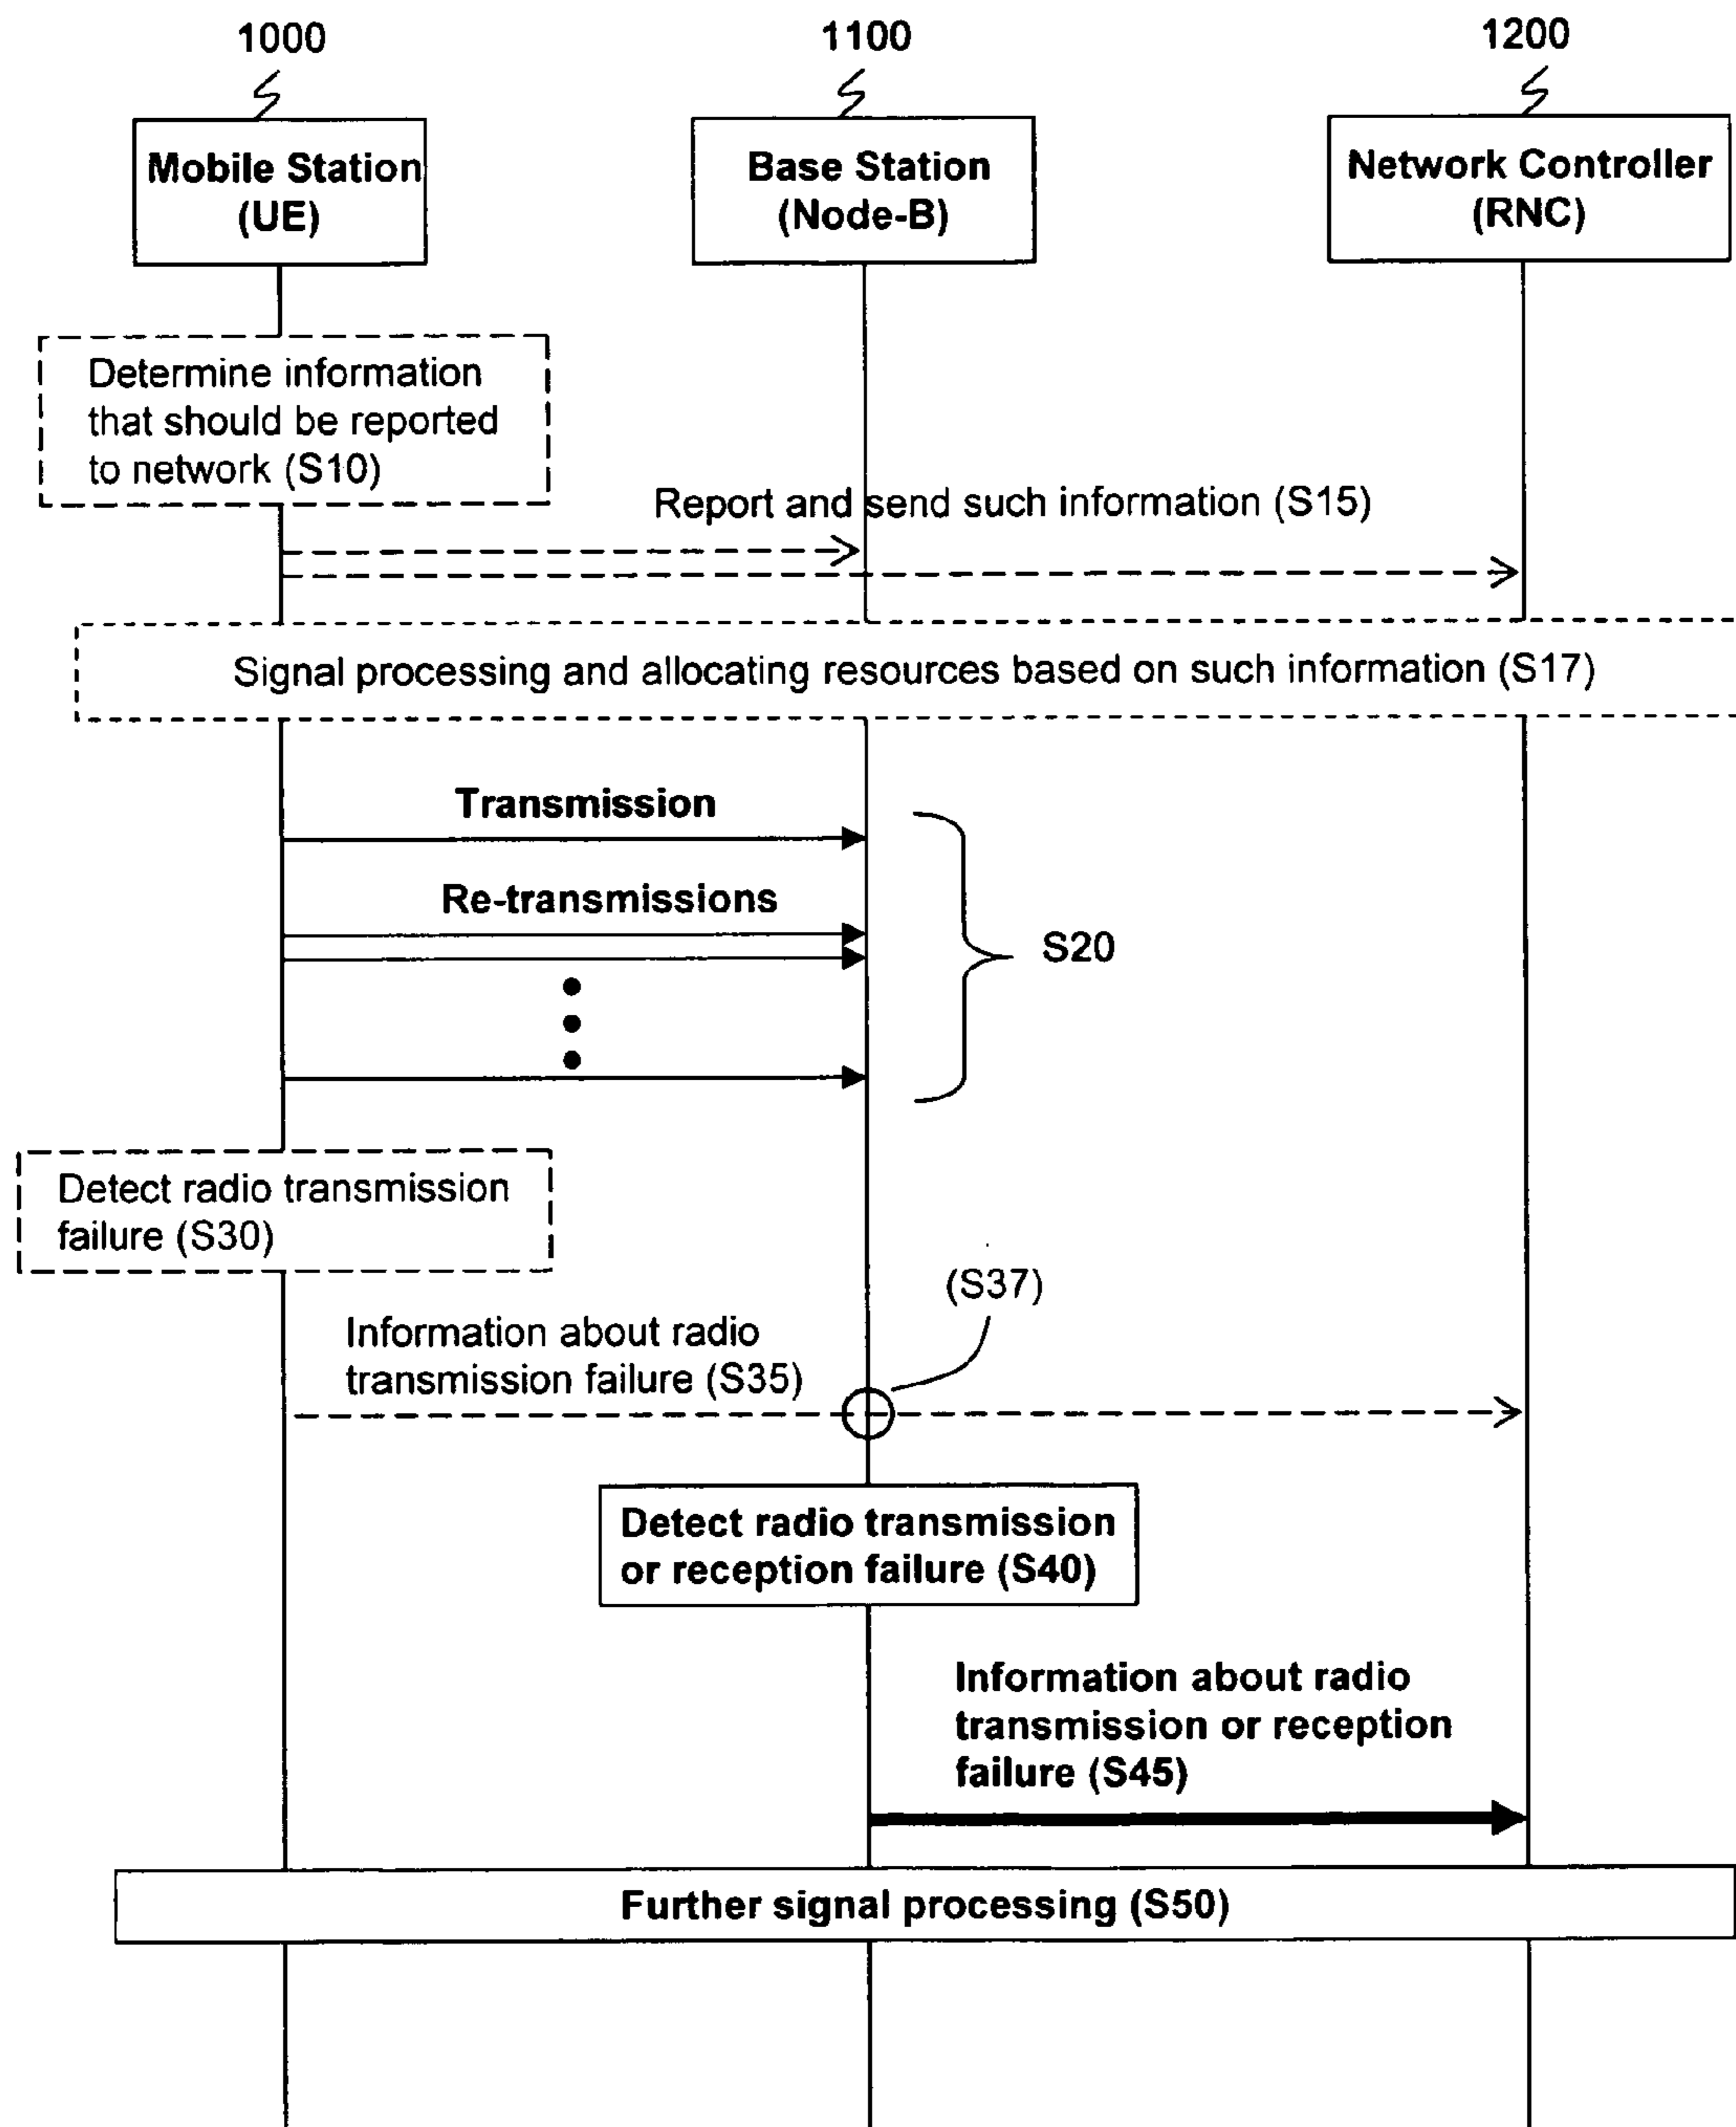 1000
1100
1200
Mobile Station
(UE)
Base Station
(Node-B)
Network Controller
(RNC)
Determine information
that should be reported
to network (S10)
Report and send such information (S15)
Signal processing and allocating resources based on such information (S17)
Transmission
Re-transmissions
S20
Detect radio transmission
failure (S30)
(S37)
Information about radio
transmission failure (S35)
Detect radio transmission
or reception failure (S40)
Information about radio
transmission or reception
failure (S45)
Further signal processing (S50)